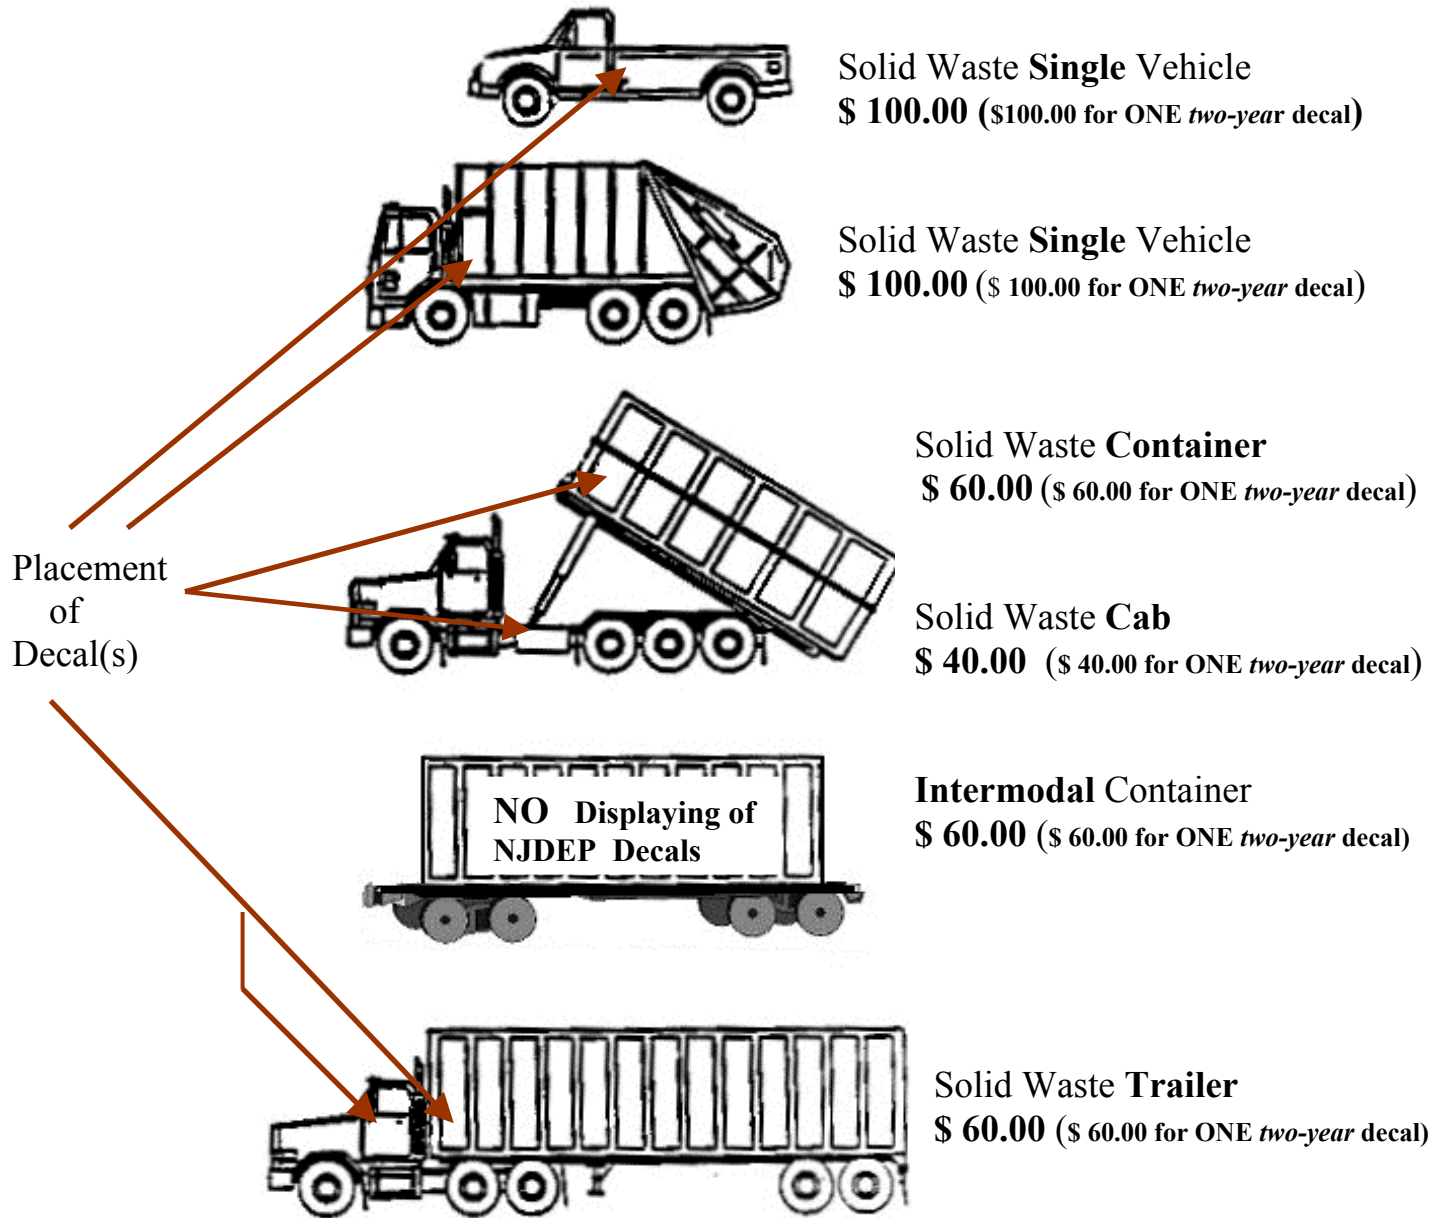 Solid Waste Single Vehicle
$ 100.00 ($100.00 for ONE two-year decal)
Solid Waste Single Vehicle
$ 100.00 ($ 100.00 for ONE two-year decal)
Solid Waste Container
$ 60.00 ($ 60.00 for ONE two-year decal)
Placement
of
Decal(s)
Solid Waste Cab
$ 40.00 ($ 40.00 for ONE two-year decal)
NO Displaying of
NJDEP Decals
Intermodal Container
$ 60.00 ($ 60.00 for ONE two-year decal)
Solid Waste Trailer
$ 60.00 ($ 60.00 for ONE two-year decal)